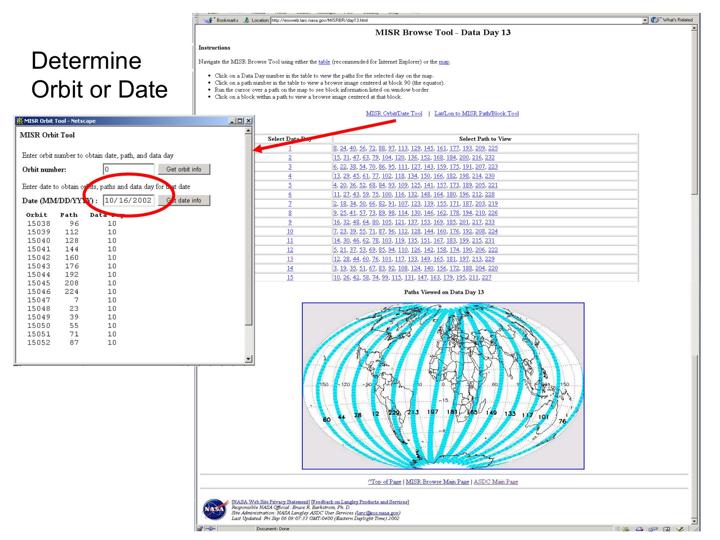 Determine
Orbit or Date
Bookmarks Location: http://eosweb.larc.nasa.gov/MISRBR/day13.html What's Related
MISR Browse Tool - Data Day 13
Instructions
Navigate the MISR Browse Tool using either the table (recommended for Internet Explorer) or the map.
Click on a Data Day number in the table to view the paths for the selected day on the map.
Click on a path number in the table to view a browse image centered at block 90 (the equator).
Run the cursor over a path on the map to see block information listed on window border
Click on a block within a path to view a browse image centered at that block.
MISR Orbit/Date Tool | Lat/Lon to MISR Path/Block Tool
Select Data Day Select Path to View
1 8, 24, 40, 56, 72, 88, 97, 113, 129, 145, 161, 177, 193, 209, 225
2 15, 31, 47, 63, 79, 104, 120, 136, 152, 168, 184, 200, 216, 232
3 6, 22, 38, 54, 70, 86, 95, 111, 127, 143, 159, 175, 191, 207, 223
4 13, 29, 45, 61, 77, 102, 118, 134, 150, 166, 182, 198, 214, 230
5 4, 20, 36, 52, 68, 84, 93, 109, 125, 141, 157, 173, 189, 205, 221
6 11, 27, 43, 59, 75, 100, 116, 132, 148, 164, 180, 196, 212, 228
7 2, 18, 34, 50, 66, 82, 91, 107, 123, 139, 155, 171, 187, 203, 219
8 9, 25, 41, 57, 73, 89, 98, 114, 130, 146, 162, 178, 194, 210, 226
9 16, 32, 48, 64, 80, 105, 121, 137, 153, 169, 185, 201, 217, 233
10 7, 23, 39, 55, 71, 87, 96, 112, 128, 144, 160, 176, 192, 208, 224
11 14, 30, 46, 62, 78, 103, 119, 135, 151, 167, 183, 199, 215, 231
12 5, 21, 37, 53, 69, 85, 94, 110, 126, 142, 158, 174, 190, 206, 222
13 12, 28, 44, 60, 76, 101, 117, 133, 149, 165, 181, 197, 213, 229
14 3, 19, 35, 51, 67, 83, 92, 108, 124, 140, 156, 172, 188, 204, 220
15 10, 26, 42, 58, 74, 99, 115, 131, 147, 163, 179, 195, 211, 227
MISR Orbit Tool - Netscape
MISR Orbit Tool
Enter orbit number to obtain date, path, and data day
Orbit number: 0 Get orbit info
Enter date to obtain orbits, paths and data day for that date
Date (MM/DD/YYYY): 10/16/2002 Get date info
Orbit Path Data Day
15038 96 10
15039 112 10
15040 128 10
15041 144 10
15042 160 10
15043 176 10
15044 192 10
15045 208 10
15046 224 10
15047 7 10
15048 23 10
15049 39 10
15050 55 10
15051 71 10
15052 87 10
Paths Viewed on Data Day 13
60 44 28 12 229 213 197 181 165 149 133 117 101 76
^Top of Page | MISR Browse Main Page | ASDC Main Page
NASA
[NASA Web Site Privacy Statement] [Feedback on Langley Products and Services]
Responsible NASA Official: Bruce R. Barkstrom, Ph.D.
Site Administration: NASA Langley ASDC User Services (larc@eos.nasa.gov)
Last Updated: Fri Sep 06 09:07:33 GMT-0400 (Eastern Daylight Time) 2002
Document: Done